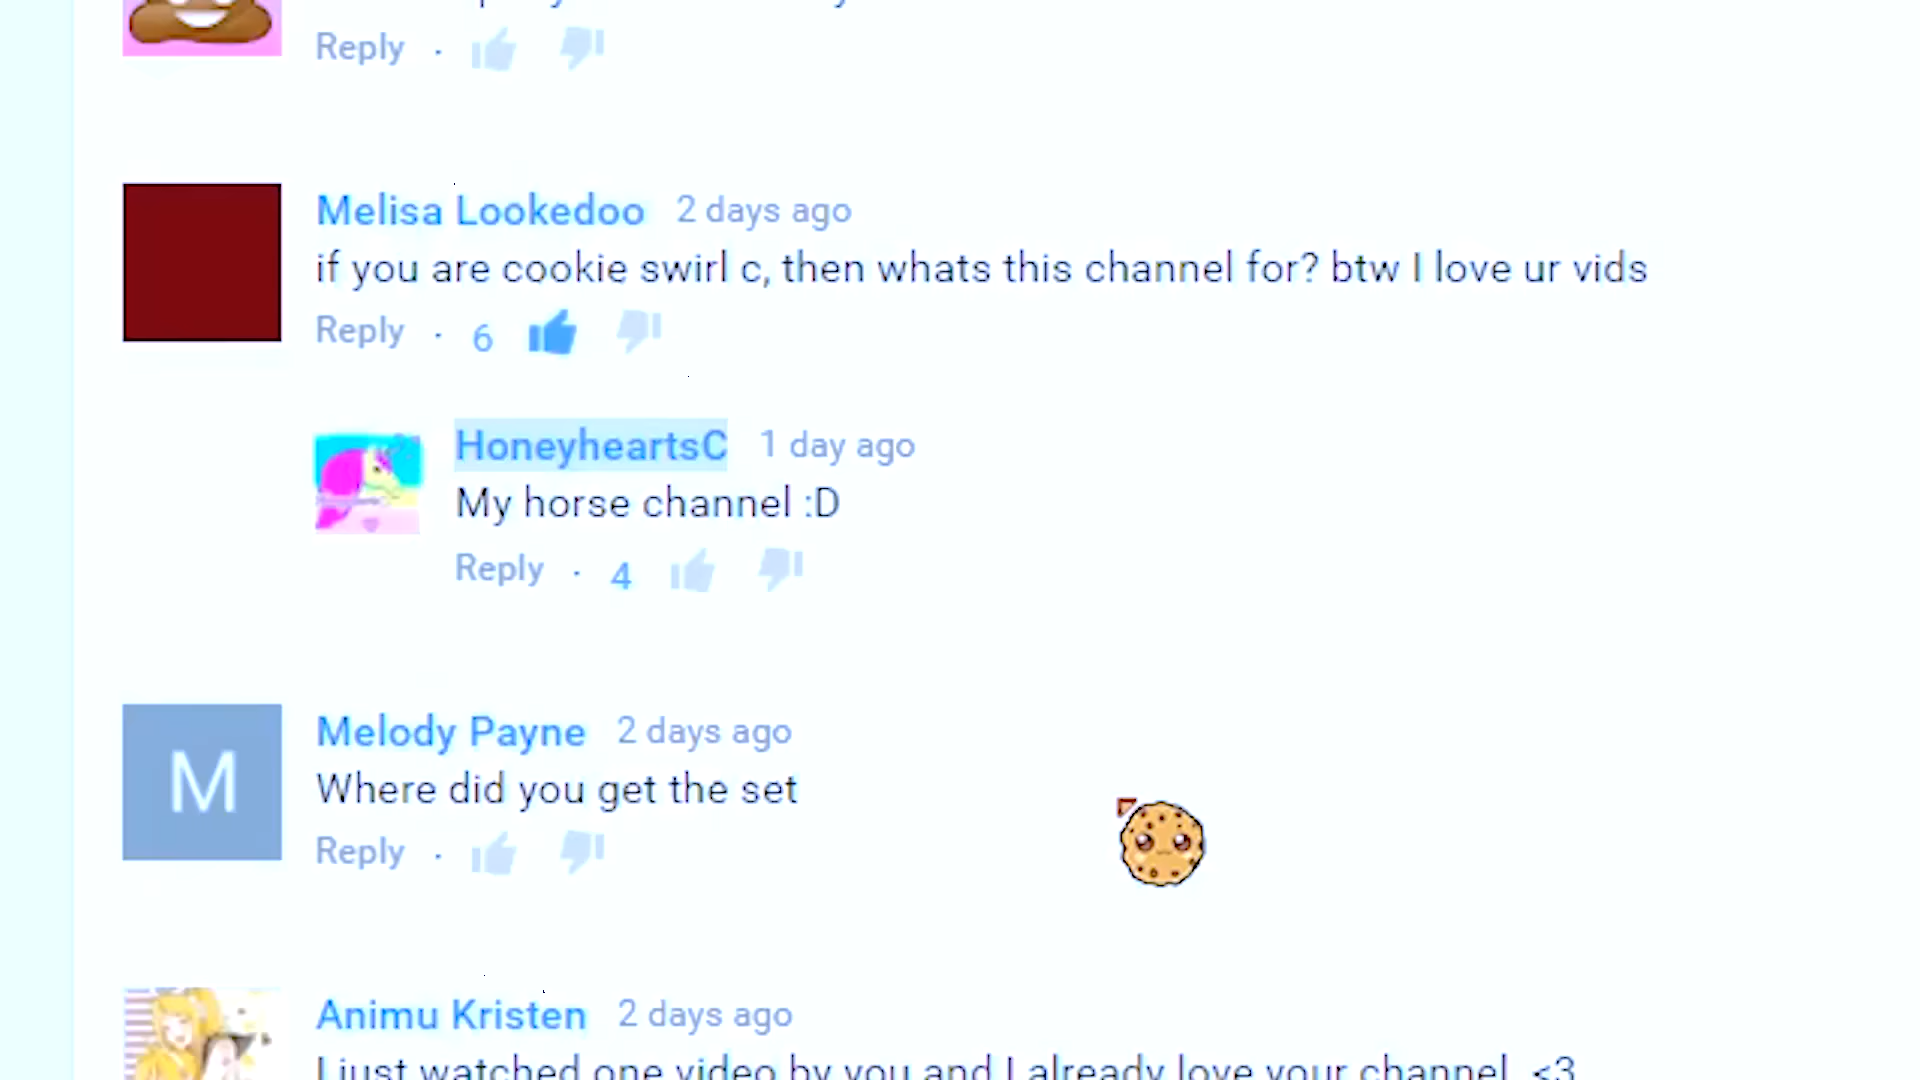 Reply ·
Melisa Lookedoo 2 days ago
if you are cookie swirl c, then whats this channel for? btw I love ur vids
Reply · 6
HoneyheartsC 1 day ago
My horse channel :D
Reply · 4
M
Melody Payne 2 days ago
Where did you get the set
Reply ·
Animu Kristen 2 days ago
I just watched one video by you and I already love your channel <3